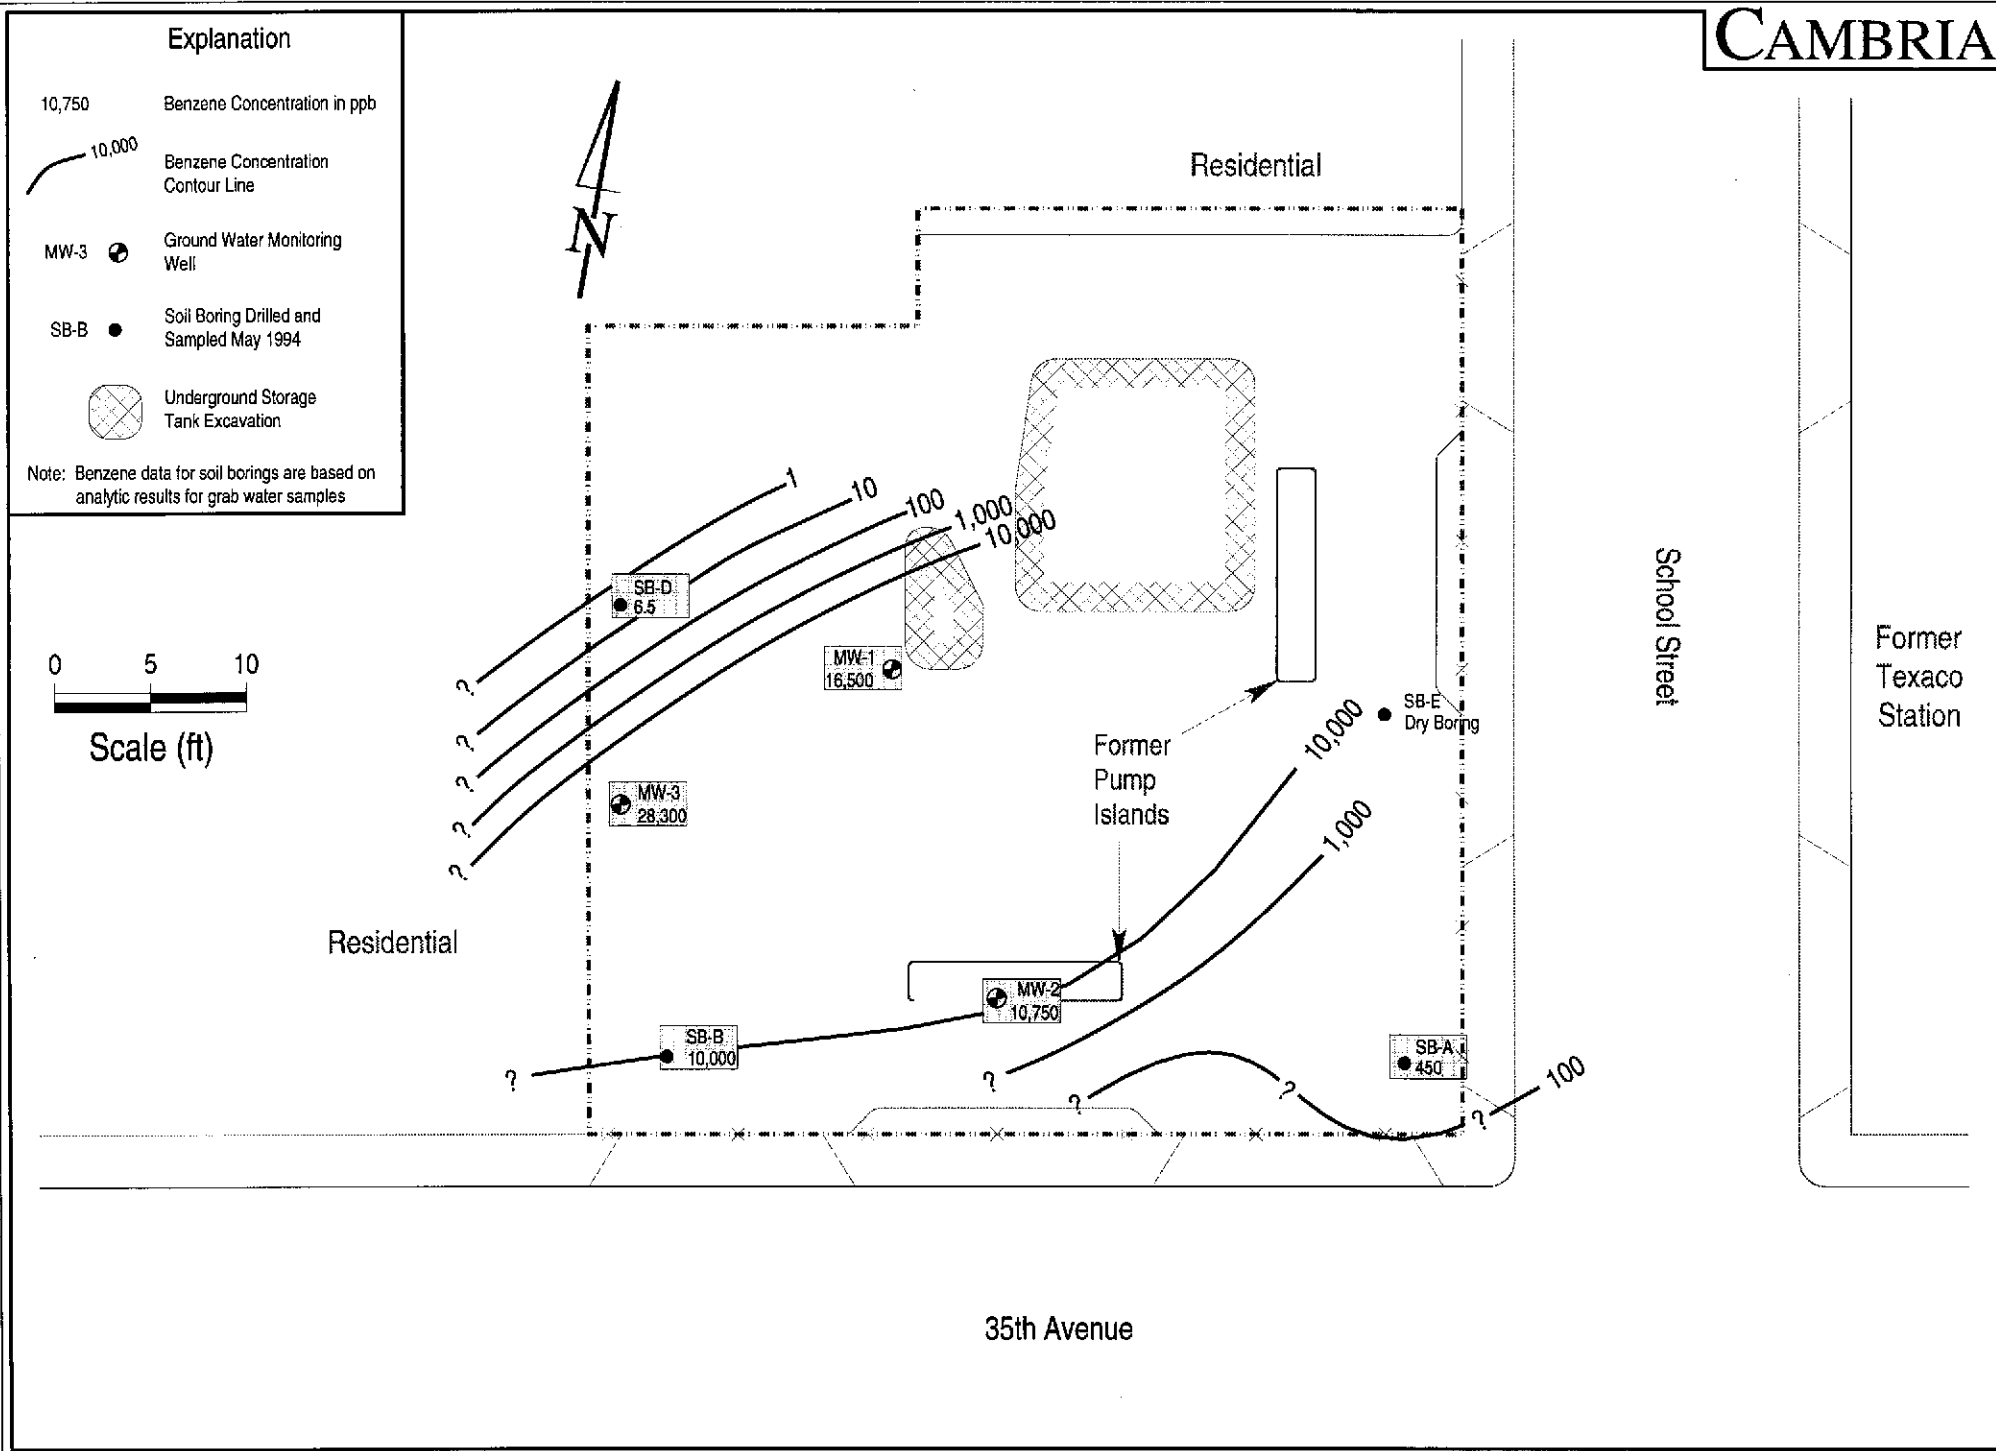 CAMBRIA
Explanation
10,750 Benzene Concentration in ppb
10,000
Benzene Concentration
Contour Line
MW-3
Ground Water Monitoring
Well
SB-B
Soil Boring Drilled and
Sampled May 1994
Underground Storage
Tank Excavation
Note: Benzene data for soil borings are based on
analytic results for grab water samples
N
Residential
1
10
100
1,000
10,000
SB-D
6.5
0 5 10
Scale (ft)
?
?
?
?
?
MW-1
16,500
MW-3
28,300
Former
Pump
Islands
10,000
1,000
SB-E
Dry Boring
School Street
Former
Texaco
Station
Residential
MW-2
10,750
SB-B
10,000
SB-A
450
?
?
?
?
?
100
35th Avenue